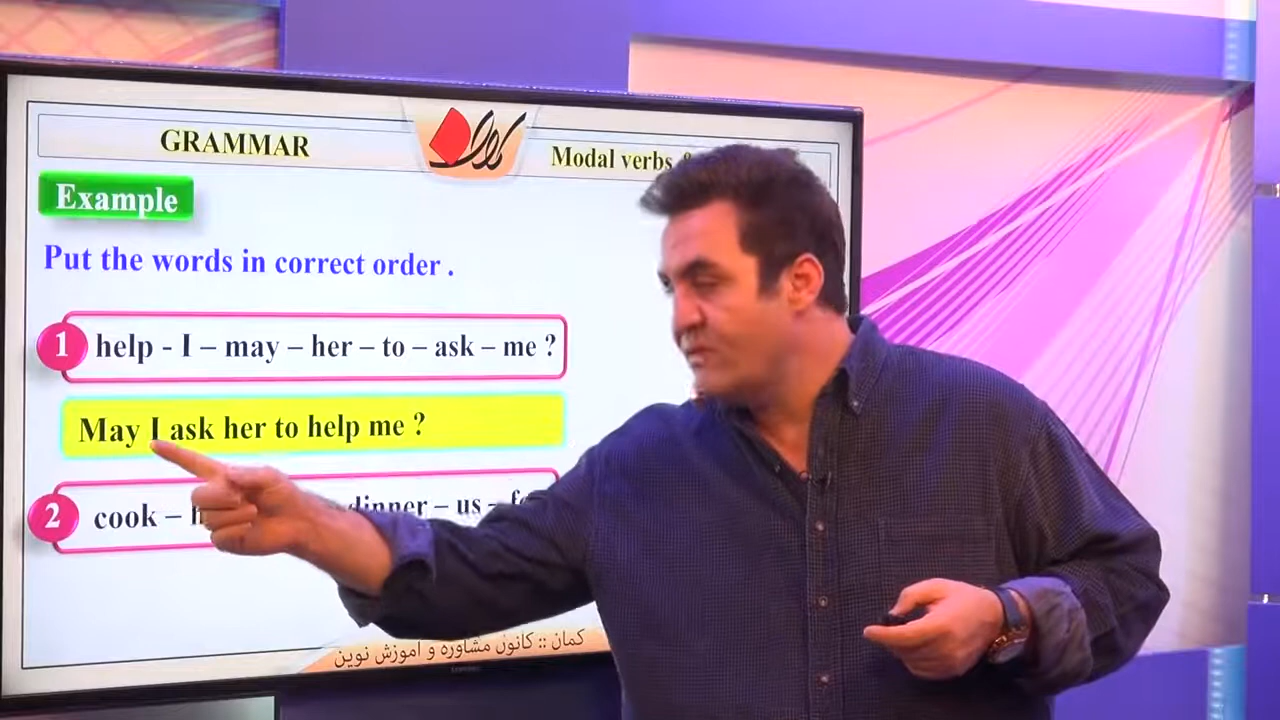 GRAMMAR
Modal verbs
Example
Put the words in correct order .
1 help - I – may – her – to – ask – me ?
May I ask her to help me ?
2 cook – dinner – us –
کمان :: کانون مشاوره و آموزش نوین